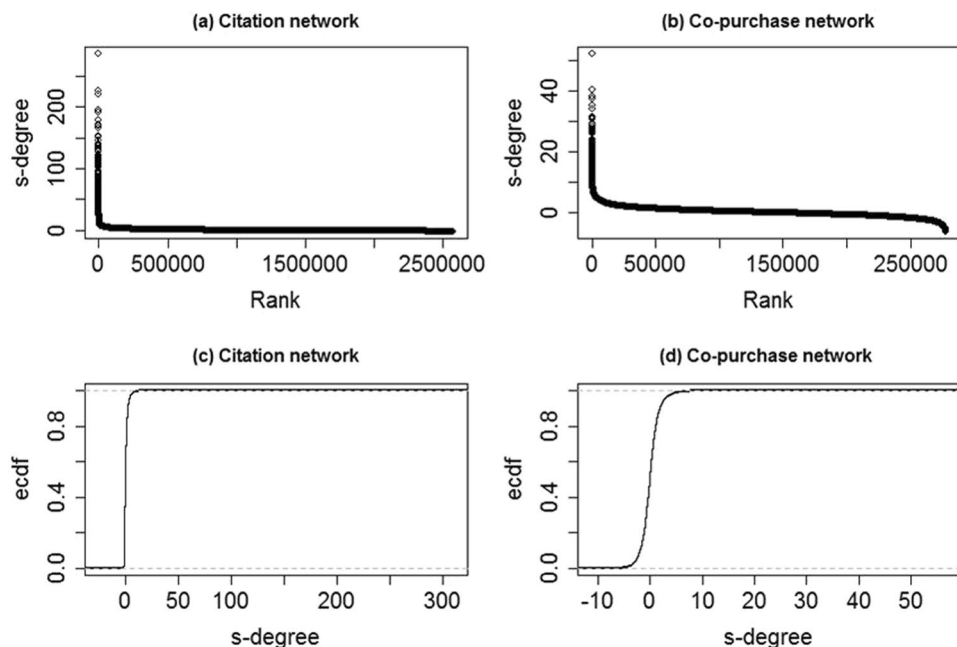 (a) Citation network
s-degree
0 100 200
0 500000 1500000 2500000
Rank
(b) Co-purchase network
s-degree
0 20 40
0 50000 150000 250000
Rank
(c) Citation network
ecdf
0.0 0.4 0.8
0 50 100 200 300
s-degree
(d) Co-purchase network
ecdf
0.0 0.4 0.8
-10 0 10 20 30 40 50
s-degree